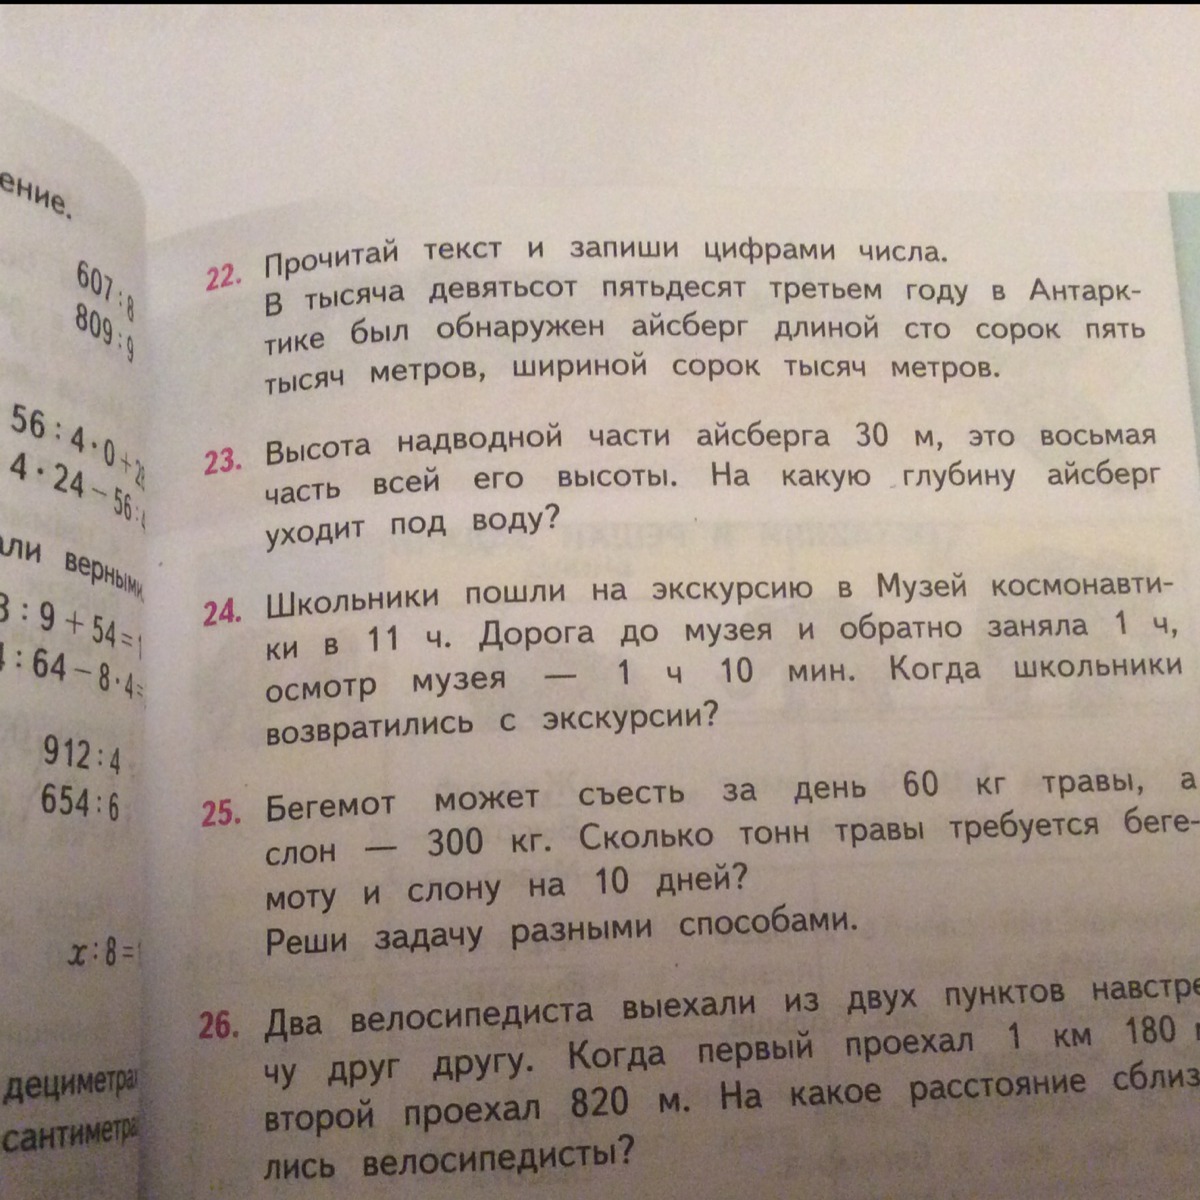 ение.
607 : 8
809 : 9
56 : 4 · 0 +
4 · 24 – 56 :
верными
: 9 + 54 =
: 64 – 8 · 4 =
912 : 4
654 : 6
x : 8 =
дециметра
сантиметра
22. Прочитай текст и запиши цифрами числа.
В тысяча девятьсот пятьдесят третьем году в Антарк-
тике был обнаружен айсберг длиной сто сорок пять
тысяч метров, шириной сорок тысяч метров.
23. Высота надводной части айсберга 30 м, это восьмая
часть всей его высоты. На какую глубину айсберг
уходит под воду?
24. Школьники пошли на экскурсию в Музей космонавти-
ки в 11 ч. Дорога до музея и обратно заняла 1 ч,
осмотр музея — 1 ч 10 мин. Когда школьники
возвратились с экскурсии?
25. Бегемот может съесть за день 60 кг травы, а
слон — 300 кг. Сколько тонн травы требуется беге-
моту и слону на 10 дней?
Реши задачу разными способами.
26. Два велосипедиста выехали из двух пунктов навстре
чу друг другу. Когда первый проехал 1 км 180
второй проехал 820 м. На какое расстояние сблиз
лись велосипедисты?